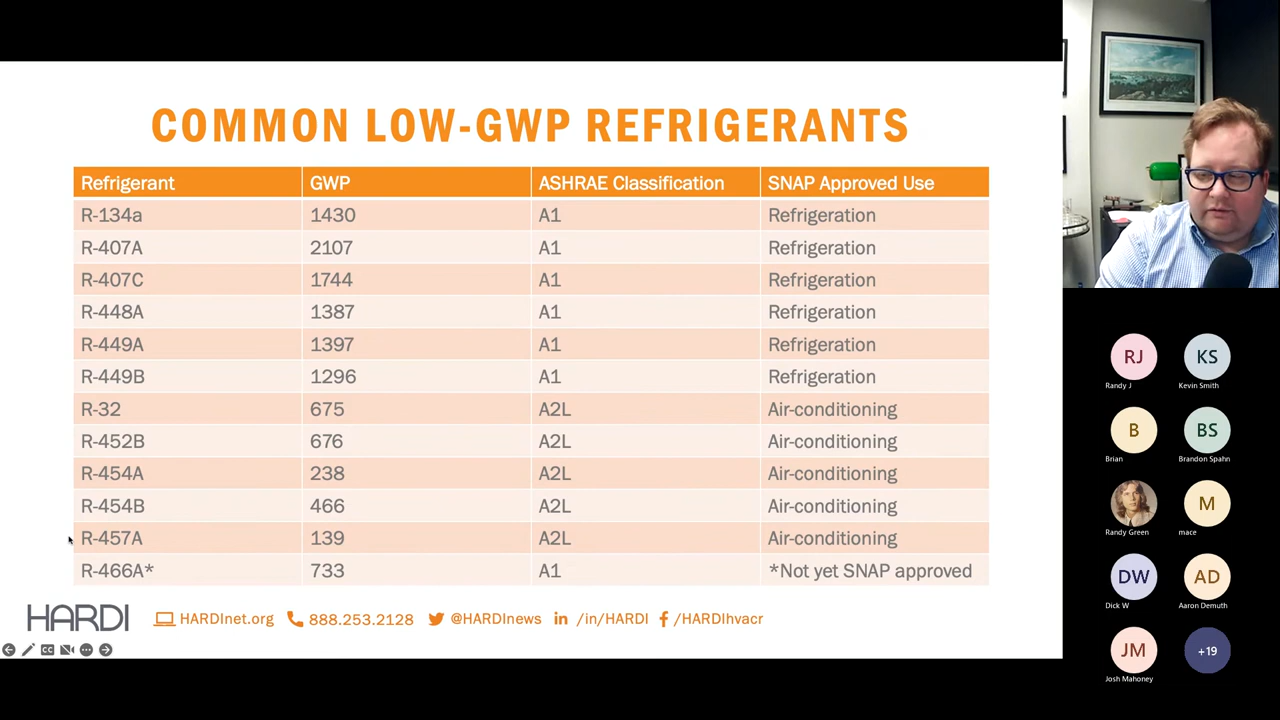 COMMON LOW-GWP REFRIGERANTS
Refrigerant GWP ASHRAE Classification SNAP Approved Use
R-134a 1430 A1 Refrigeration
R-407A 2107 A1 Refrigeration
R-407C 1744 A1 Refrigeration
R-448A 1387 A1 Refrigeration
R-449A 1397 A1 Refrigeration
R-449B 1296 A1 Refrigeration
R-32 675 A2L Air-conditioning
R-452B 676 A2L Air-conditioning
R-454A 238 A2L Air-conditioning
R-454B 466 A2L Air-conditioning
R-457A 139 A2L Air-conditioning
R-466A* 733 A1 *Not yet SNAP approved
HARDI HARDInet.org 888.253.2128 @HARDInews in /in/HARDI f /HARDIhvacr
CC
RJ KS
Randy J Kevin Smith
B BS
Brian Brandon Spahn
M
Randy Green mace
DW AD
Dick W Aaron Demuth
JM +19
Josh Mahoney